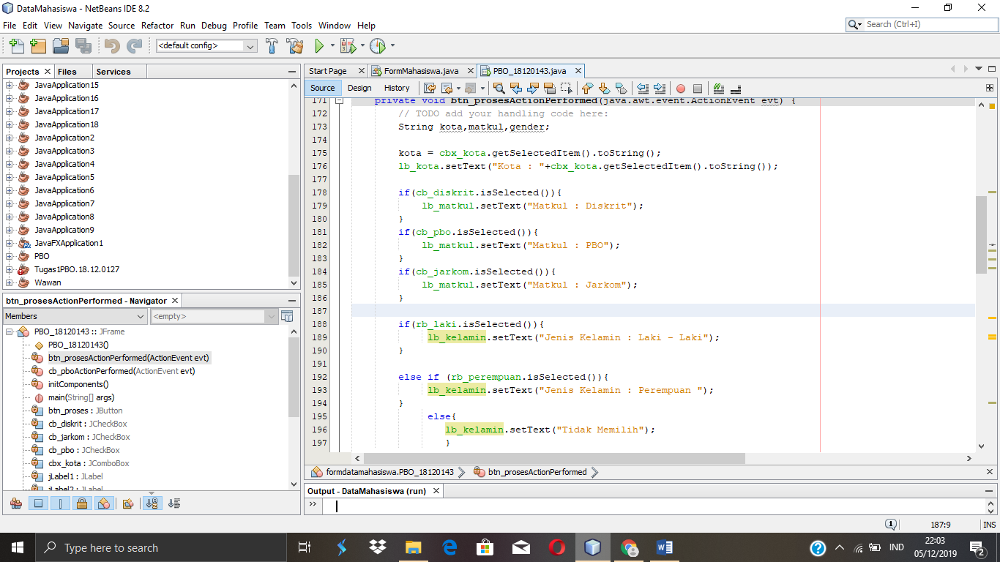 DataMahasiswa - NetBeans IDE 8.2
File Edit View Navigate Source Refactor Run Debug Profile Team Tools Window Help
Search (Ctrl+I)
<default config>
Projects Files Services
JavaApplication15
JavaApplication16
JavaApplication17
JavaApplication18
JavaApplication2
JavaApplication3
JavaApplication4
JavaApplication5
JavaApplication6
JavaApplication7
JavaApplication8
JavaApplication9
JavaFXApplication1
PBO
Tugas1PBO.18.12.0127
Wawan
btn_prosesActionPerformed - Navigator
Members <empty>
PBO_18120143 :: JFrame
PBO_18120143()
btn_prosesActionPerformed(ActionEvent evt)
cb_pboActionPerformed(ActionEvent evt)
initComponents()
main(String[] args)
btn_proses : JButton
cb_diskrit : JCheckBox
cb_jarkom : JCheckBox
cb_pbo : JCheckBox
cbx_kota : JComboBox
jLabel1 : JLabel
jLabel2 : JLabel
Start Page FormMahasiswa.java PBO_18120143.java
Source Design History
171 private void btn_prosesActionPerformed(java.awt.event.ActionEvent evt) {
172 // TODO add your handling code here:
173 String kota,matkul,gender;
174
175 kota = cbx_kota.getSelectedItem().toString();
176 lb_kota.setText("Kota : "+cbx_kota.getSelectedItem().toString());
177
178 if(cb_diskrit.isSelected()){
179 lb_matkul.setText("Matkul : Diskrit");
180 }
181 if(cb_pbo.isSelected()){
182 lb_matkul.setText("Matkul : PBO");
183 }
184 if(cb_jarkom.isSelected()){
185 lb_matkul.setText("Matkul : Jarkom");
186 }
187
188 if(rb_laki.isSelected()){
189 lb_kelamin.setText("Jenis Kelamin : Laki - Laki");
190 }
191
192 else if (rb_perempuan.isSelected()){
193 lb_kelamin.setText("Jenis Kelamin : Perempuan ");
194 }
195 else{
196 lb_kelamin.setText("Tidak Memilih");
197 }
formdatamahasiswa.PBO_18120143 btn_prosesActionPerformed
Output - DataMahasiswa (run)
187:9 INS
Type here to search
IND
22:03
05/12/2019
2